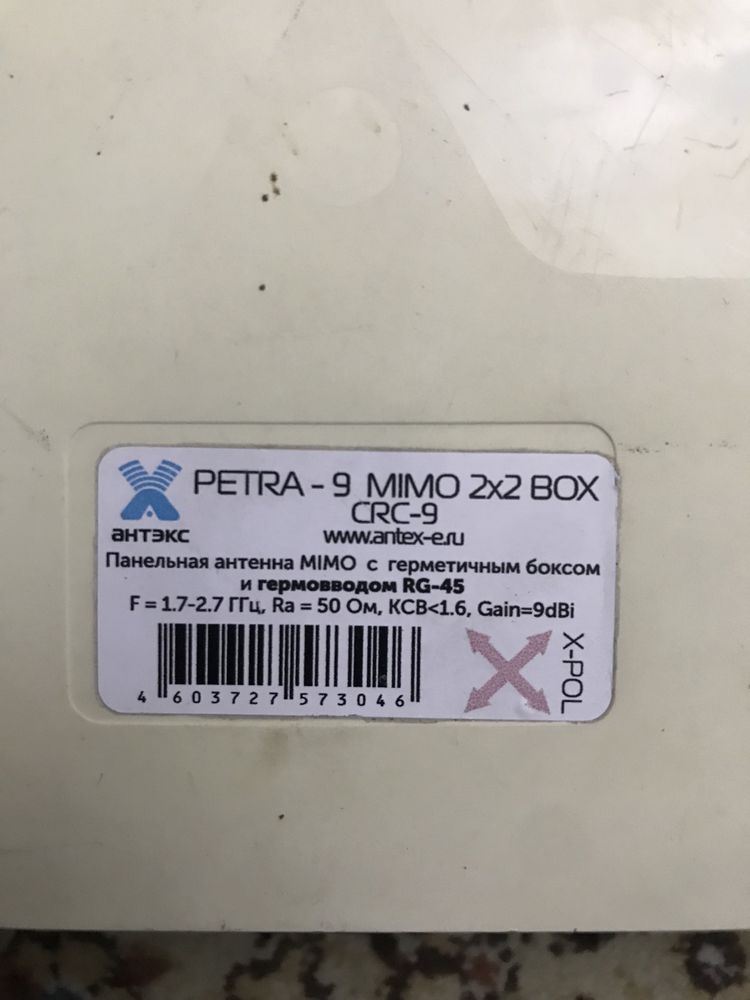 PETRA - 9 MIMO 2x2 BOX
CRC-9
антэкс
www.antex-e.ru
Панельная антенна MIMO с герметичным боксом
и гермовводом RG-45
F = 1.7-2.7 ГГц, Ra = 50 Ом, КСВ<1.6, Gain=9dBi
X-POL
4 603727 573046